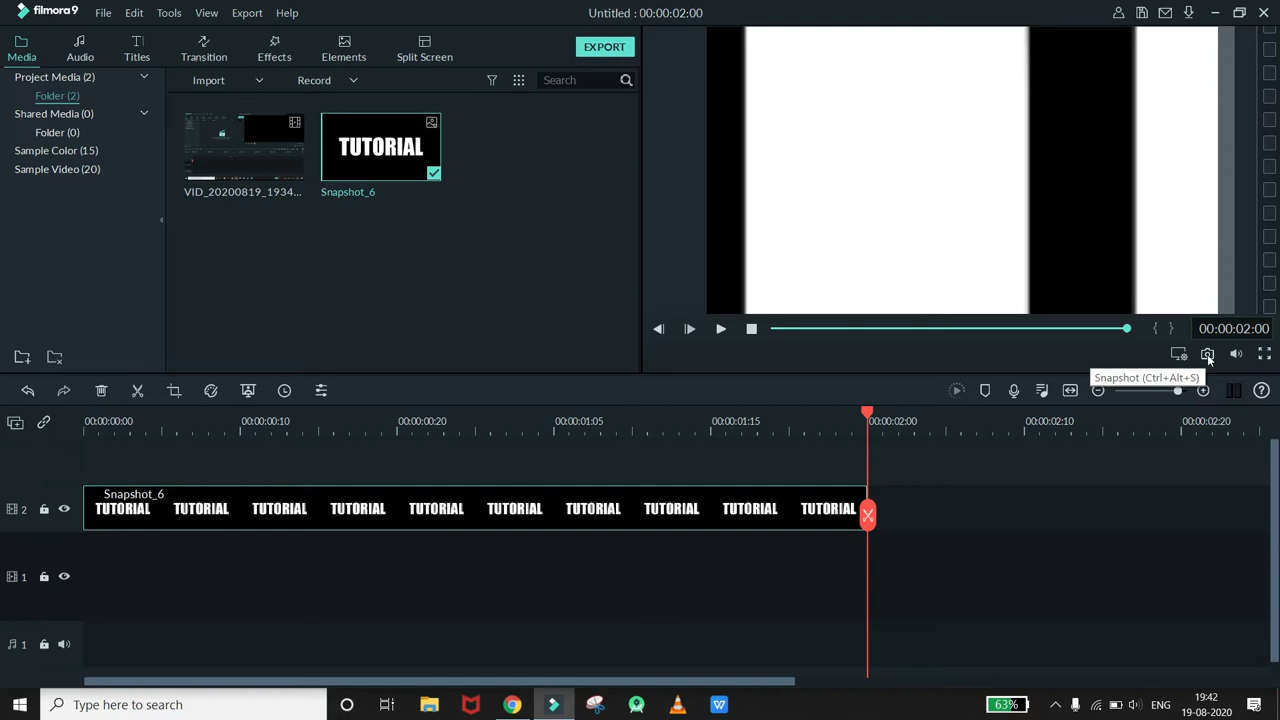 filmora9 File Edit Tools View Export Help Untitled : 00:00:02:00
Media Audio Titles Transition Effects Elements Split Screen EXPORT
Project Media (2) Import Record Search
Folder (2)
Shared Media (0)
Folder (0)
Sample Color (15)
Sample Video (20)
TUTORIAL
VID_20200819_1934... Snapshot_6
00:00:02:00
Snapshot (Ctrl+Alt+S)
00:00:00:00 00:00:00:10 00:00:00:20 00:00:01:05 00:00:01:15 00:00:02:00 00:00:02:10 00:00:02:20
Snapshot_6
2 TUTORIAL TUTORIAL TUTORIAL TUTORIAL TUTORIAL TUTORIAL TUTORIAL TUTORIAL TUTORIAL TUTORIAL
1
1
Type here to search 63% ENG 19:42
19-08-2020